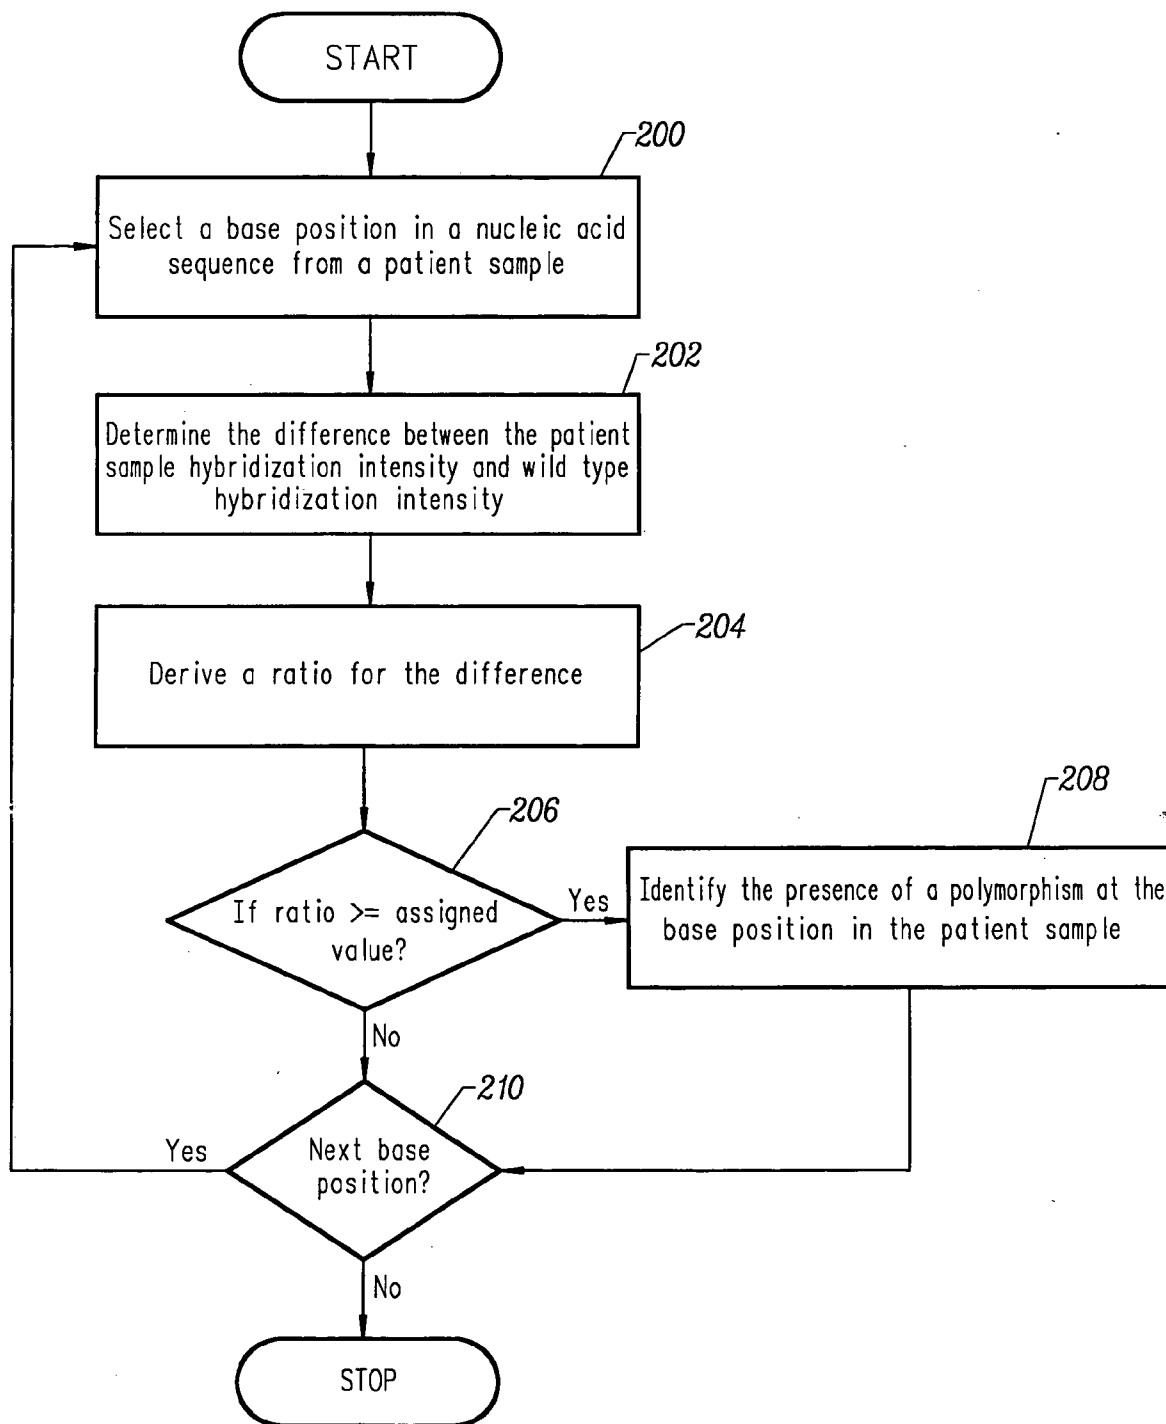 START
200
Select a base position in a nucleic acid
sequence from a patient sample
202
Determine the difference between the patient
sample hybridization intensity and wild type
hybridization intensity
204
Derive a ratio for the difference
206
If ratio >= assigned
value?
Yes
208
Identify the presence of a polymorphism at the
base position in the patient sample
No
210
Next base
position?
Yes
No
STOP